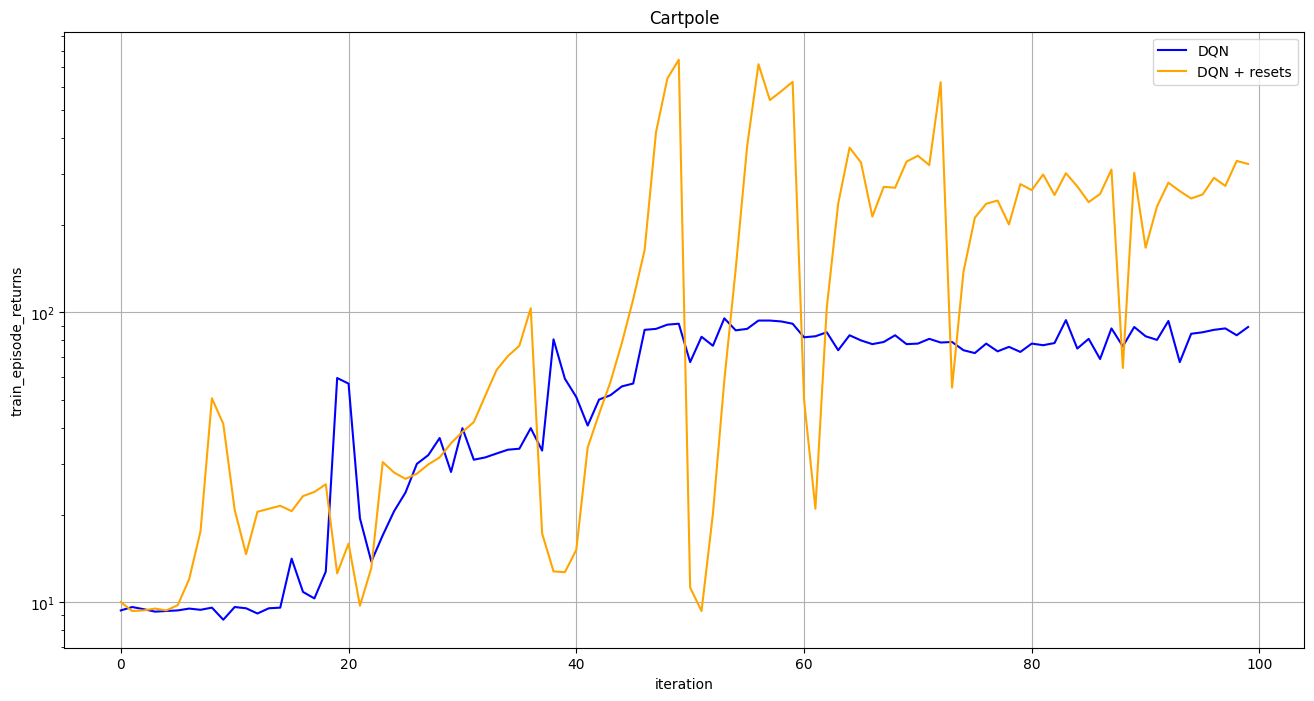 Cartpole
DQN
DQN + resets
train_episode_returns
10²
10¹
0
20
40
60
80
100
iteration